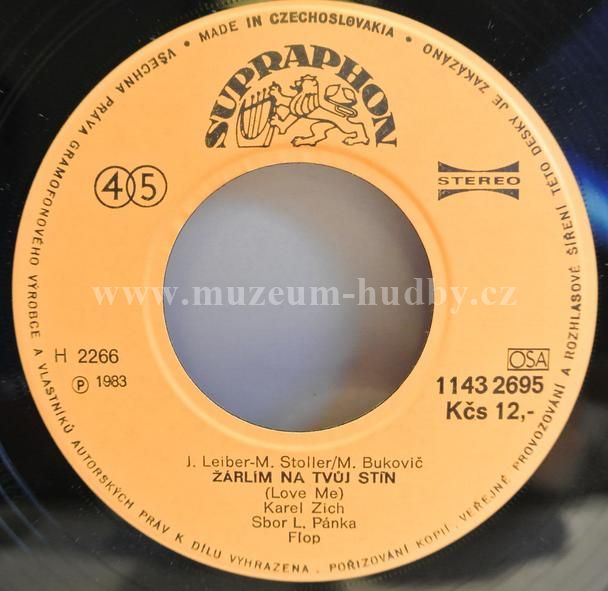 • MADE IN CZECHOSLOVAKIA •
VŠECHNA PRÁVA GRAMOFONOVÉHO VÝROBCE A VLASTNÍKŮ AUTORSKÝCH PRÁV K DÍLU VYHRAZENA. POŘIZOVÁNÍ KOPIÍ, VEŘEJNÉ PROVOZOVÁNÍ A ROZHLASOVÉ ŠÍŘENÍ TÉTO DESKY JE ZAKÁZÁNO
SUPRAPHON
45
STEREO
www.muzeum-hudby.cz
H 2266
Ⓟ 1983
OSA
1143 2695
Kčs 12,-
J. Leiber-M. Stoller/M. Bukovič
ŽÁRLÍM NA TVŮJ STÍN
(Love Me)
Karel Zich
Sbor L. Pánka
Flop